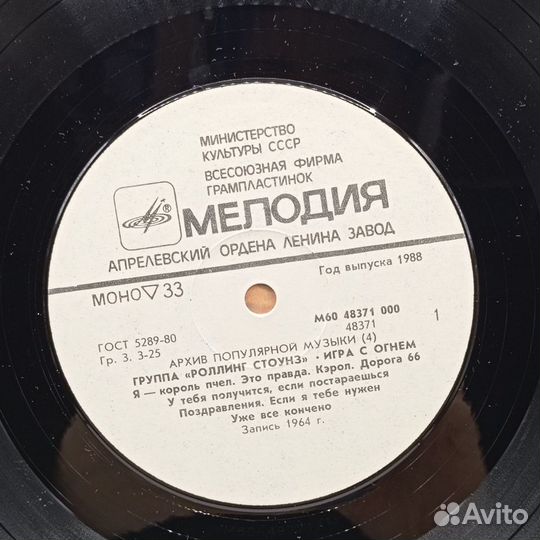 МИНИСТЕРСТВО
КУЛЬТУРЫ СССР
ВСЕСОЮЗНАЯ ФИРМА
ГРАМПЛАСТИНОК
®
МЕЛОДИЯ
АПРЕЛЕВСКИЙ ОРДЕНА ЛЕНИНА ЗАВОД
МОНО ▽ 33
Год выпуска 1988
ГОСТ 5289-80
Гр. 3. 3-25
М60 48371 000
48371
1
АРХИВ ПОПУЛЯРНОЙ МУЗЫКИ (4)
ГРУППА «РОЛЛИНГ СТОУНЗ» · ИГРА С ОГНЕМ
Я — король пчел. Это правда. Кэрол. Дорога 66
У тебя получится, если постараешься
Поздравления. Если я тебе нужен
Уже все кончено
Запись 1964 г.
Avito